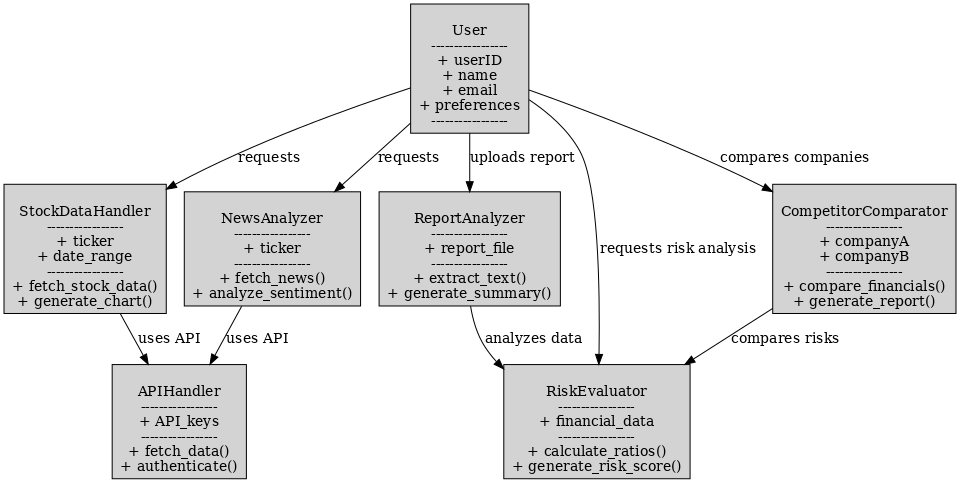 User
-----------------
+ userID
+ name
+ email
+ preferences
-----------------
requests
requests
uploads report
compares companies
StockDataHandler
-----------------
+ ticker
+ date_range
-----------------
+ fetch_stock_data()
+ generate_chart()
NewsAnalyzer
-----------------
+ ticker
-----------------
+ fetch_news()
+ analyze_sentiment()
ReportAnalyzer
-----------------
+ report_file
-----------------
+ extract_text()
+ generate_summary()
requests risk analysis
CompetitorComparator
-----------------
+ companyA
+ companyB
-----------------
+ compare_financials()
+ generate_report()
uses API
uses API
analyzes data
compares risks
APIHandler
-----------------
+ API_keys
-----------------
+ fetch_data()
+ authenticate()
RiskEvaluator
-----------------
+ financial_data
-----------------
+ calculate_ratios()
+ generate_risk_score()